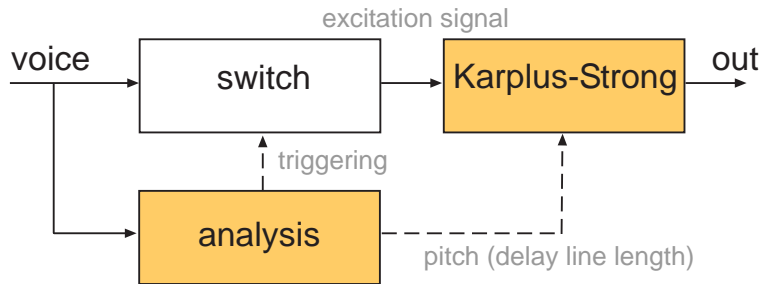 excitation signal
voice
switch
Karplus-Strong
out
triggering
analysis
pitch (delay line length)